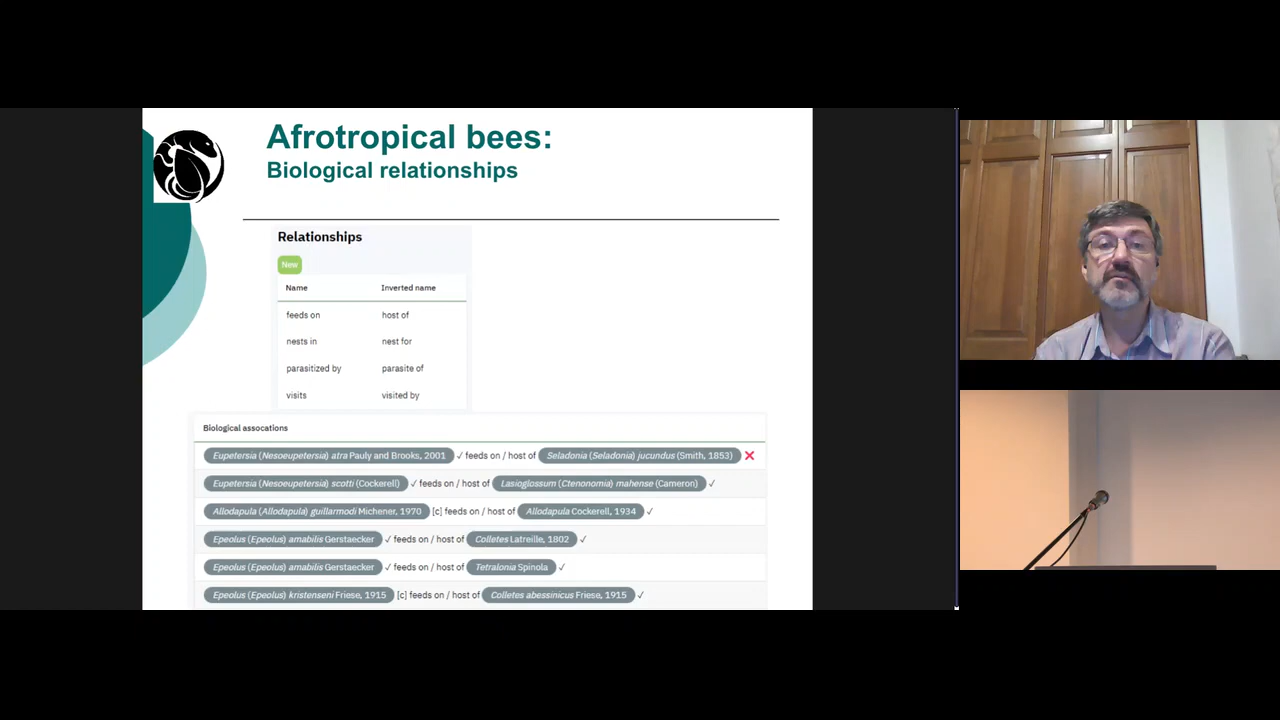 Afrotropical bees:
Biological relationships
Relationships
New
Name Inverted name
feeds on host of
nests in nest for
parasitized by parasite of
visits visited by
Biological assocations
Eupetersia (Nesoeupetersia) atra Pauly and Brooks, 2001 ✓ feeds on / host of Seladonia (Seladonia) jucundus (Smith, 1853) ❌
Eupetersia (Nesoeupetersia) scotti (Cockerell) ✓ feeds on / host of Lasioglossum (Ctenonomia) mahense (Cameron) ✓
Allodapula (Allodapula) guillarmodi Michener, 1970 [c] feeds on / host of Allodapula Cockerell, 1934 ✓
Epeolus (Epeolus) amabilis Gerstaecker ✓ feeds on / host of Colletes Latreille, 1802 ✓
Epeolus (Epeolus) amabilis Gerstaecker ✓ feeds on / host of Tetralonia Spinola ✓
Epeolus (Epeolus) kristenseni Friese, 1915 [c] feeds on / host of Colletes abessinicus Friese, 1915 ✓